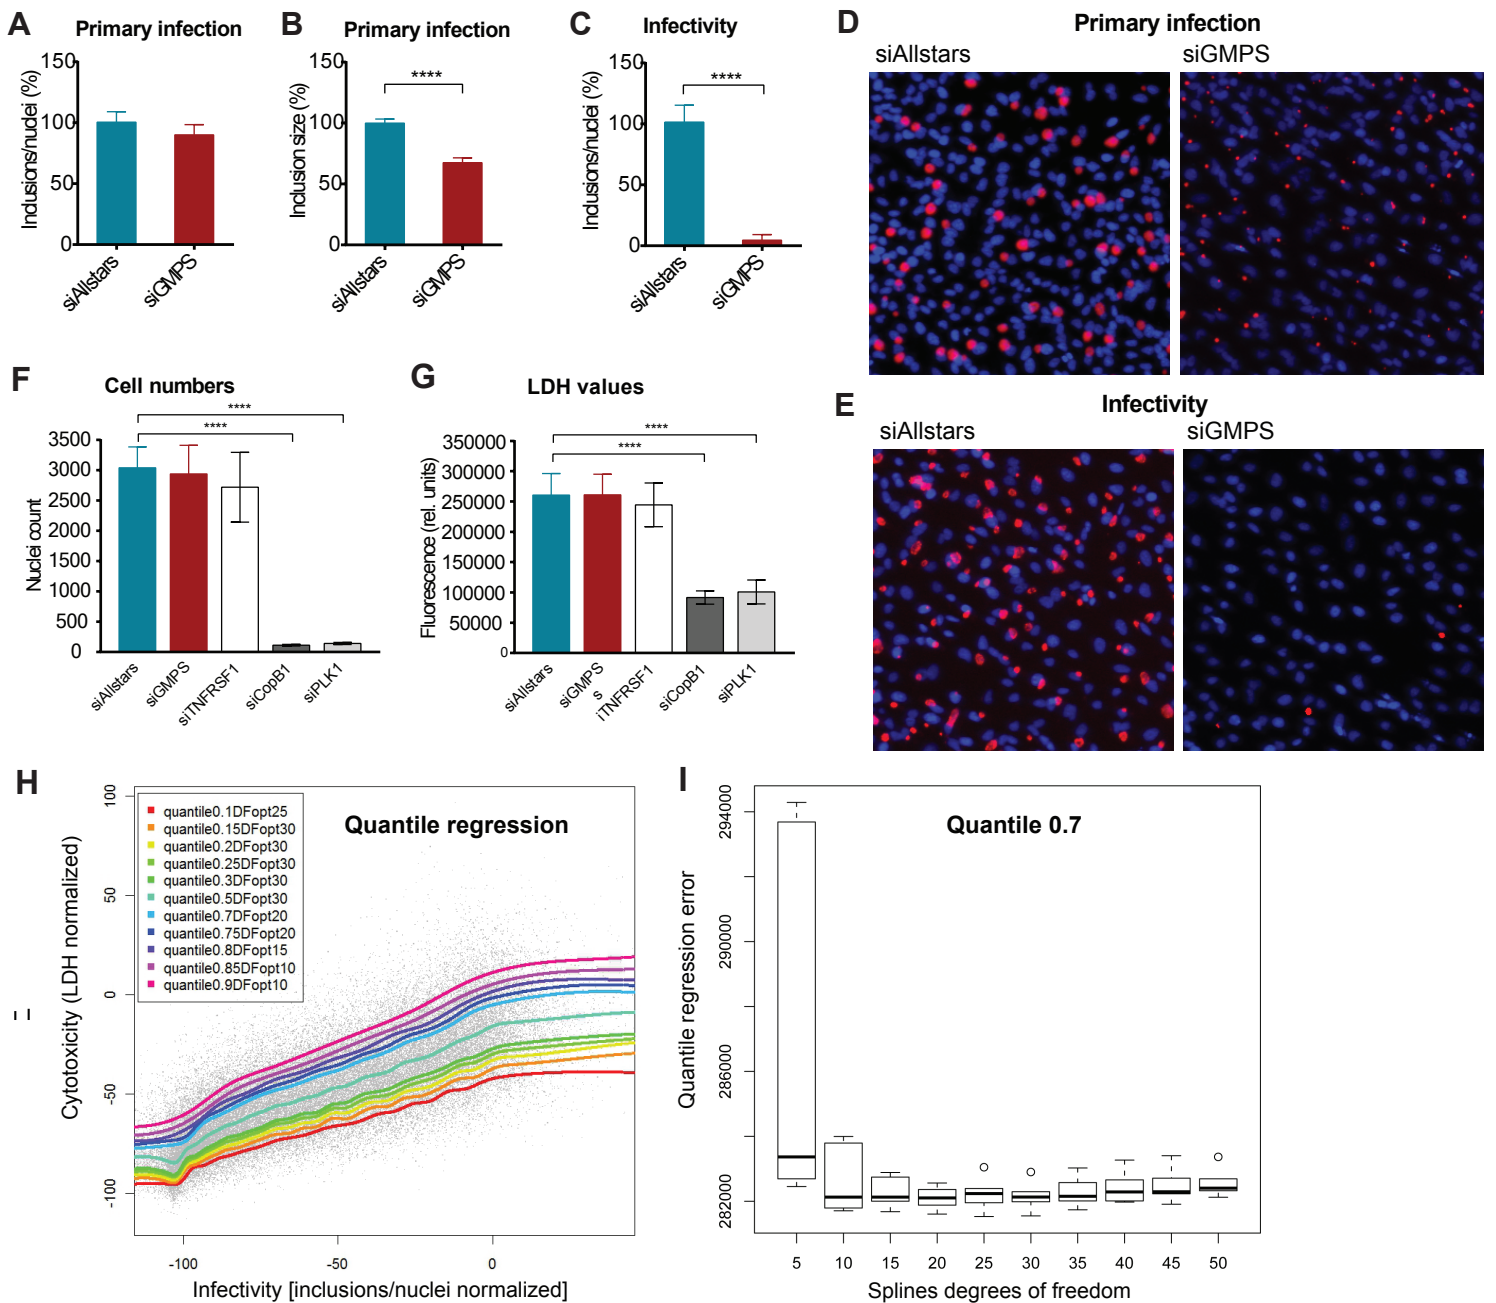 A
Primary infection
Inclusions/nuclei (%)
150
100
50
0
siAllstars
siGMPS
B
Primary infection
Inclusion size (%)
150
100
50
0
****
siAllstars
siGMPS
C
Infectivity
Inclusions/nuclei (%)
150
100
50
0
****
siAllstars
siGMPS
D
Primary infection
siAllstars
siGMPS
E
Infectivity
siAllstars
siGMPS
F
Cell numbers
****
****
Nuclei count
3500
3000
2500
2000
1500
1000
500
0
siAllstars
siGMPS
siTNFRSF1
siCopB1
siPLK1
G
LDH values
****
****
Fluorescence (rel. units)
350000
300000
250000
200000
150000
100000
50000
0
siAllstars
siGMPS
s
iTNFRSF1
siCopB1
siPLK1
H
Quantile regression
quantile0.1DFopt25
quantile0.15DFopt30
quantile0.2DFopt30
quantile0.25DFopt30
quantile0.3DFopt30
quantile0.5DFopt30
quantile0.7DFopt20
quantile0.75DFopt20
quantile0.8DFopt15
quantile0.85DFopt10
quantile0.9DFopt10
Cytotoxicity (LDH normalized)
100
50
0
-50
-100
-100
-50
0
Infectivity [inclusions/nuclei normalized]
I
Quantile 0.7
Quantile regression error
294000
290000
286000
282000
5
10
15
20
25
30
35
40
45
50
Splines degrees of freedom